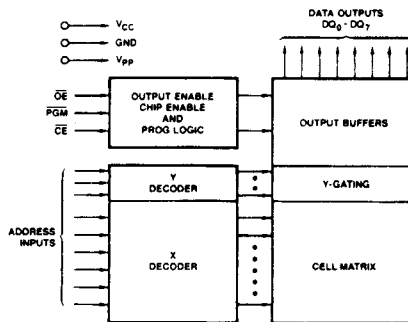 DATA OUTPUTS
DQ0 - DQ7
VCC
GND
VPP
OE
PGM
CE
OUTPUT ENABLE
CHIP ENABLE
AND
PROG LOGIC
OUTPUT BUFFERS
Y
DECODER
Y-GATING
ADDRESS
INPUTS
X
DECODER
CELL MATRIX